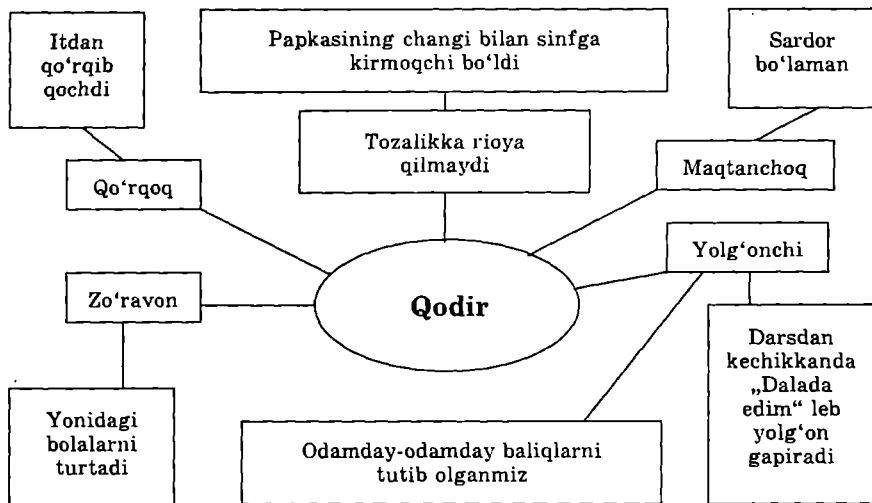 Itdan
qo‘rqib
qochdi
Papkasining changi bilan sinfga
kirmoqchi bo‘ldi
Sardor
bo‘laman
Tozalikka rioya
qilmaydi
Qo‘rqoq
Maqtanchoq
Yolg‘onchi
Zo‘ravon
Qodir
Yonidagi
bolalarni
turtadi
Odamday-odamday baliqlarni
tutib olganmiz
Darsdan
kechikkanda
„Dalada
edim“ leb
yolg‘on
gapiradi